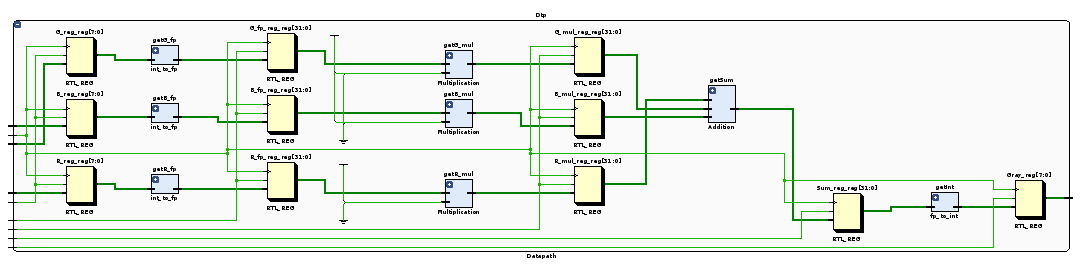 Dtp
G_reg_reg[7:0]
RTL_REG
getG_fp
int_to_fp
G_fp_reg_reg[31:0]
RTL_REG
getG_mul
Multiplication
G_mul_reg_reg[31:0]
RTL_REG
B_reg_reg[7:0]
RTL_REG
getB_fp
int_to_fp
B_fp_reg_reg[31:0]
RTL_REG
getB_mul
Multiplication
B_mul_reg_reg[31:0]
RTL_REG
getSum
Addition
R_reg_reg[7:0]
RTL_REG
getR_fp
int_to_fp
R_fp_reg_reg[31:0]
RTL_REG
getR_mul
Multiplication
R_mul_reg_reg[31:0]
RTL_REG
Sum_reg_reg[31:0]
RTL_REG
getInt
fp_to_int
Gray_reg[7:0]
RTL_REG
Datapath